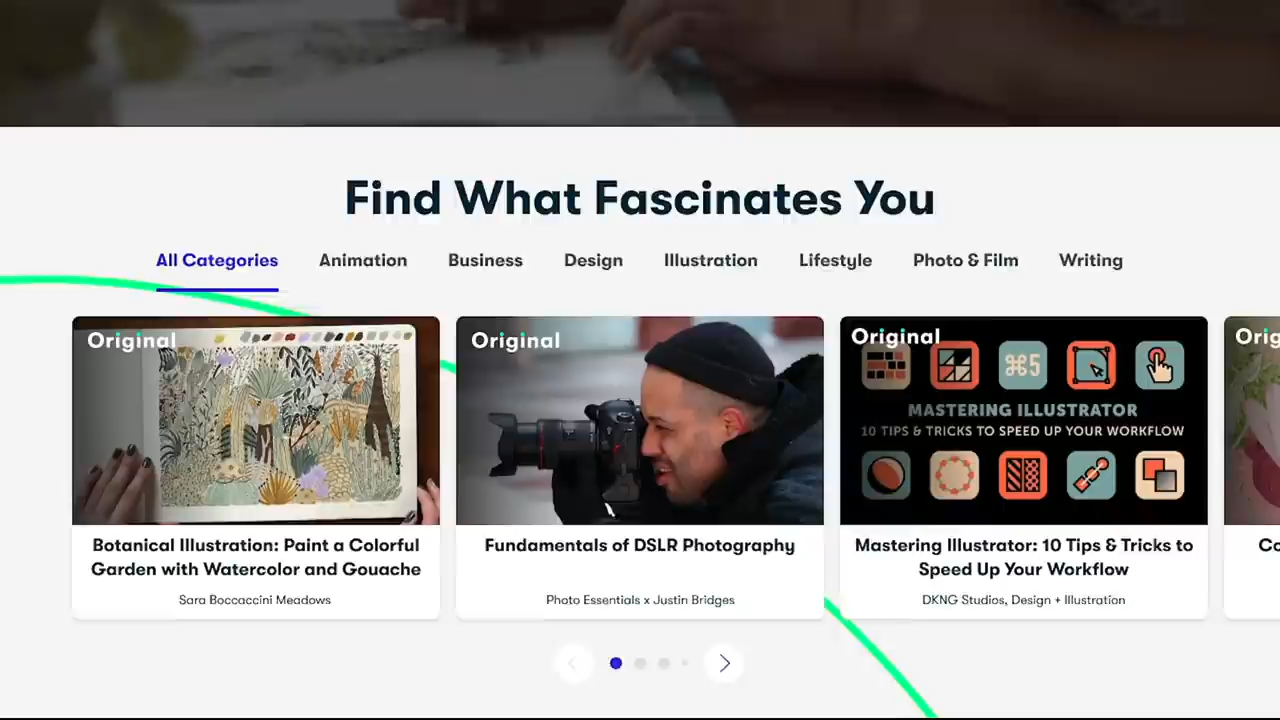 Find What Fascinates You
All Categories Animation Business Design Illustration Lifestyle Photo & Film Writing
Original
Botanical Illustration: Paint a Colorful
Garden with Watercolor and Gouache
Sara Boccaccini Meadows
Original
Fundamentals of DSLR Photography
Photo Essentials x Justin Bridges
Original
⌘5
MASTERING ILLUSTRATOR
10 TIPS & TRICKS TO SPEED UP YOUR WORKFLOW
Mastering Illustrator: 10 Tips & Tricks to
Speed Up Your Workflow
DKNG Studios, Design + Illustration